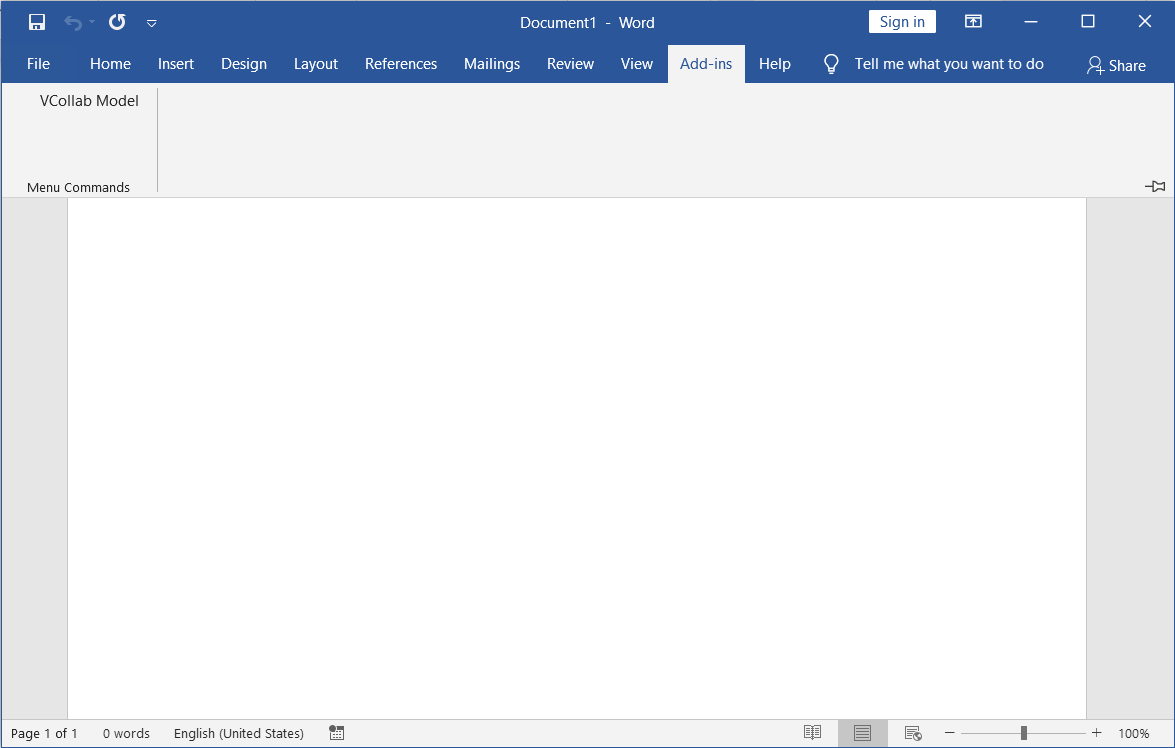 Document1 - Word
Sign in
File Home Insert Design Layout References Mailings Review View Add-ins Help Tell me what you want to do Share
VCollab Model
Menu Commands
Page 1 of 1 0 words English (United States) 100%